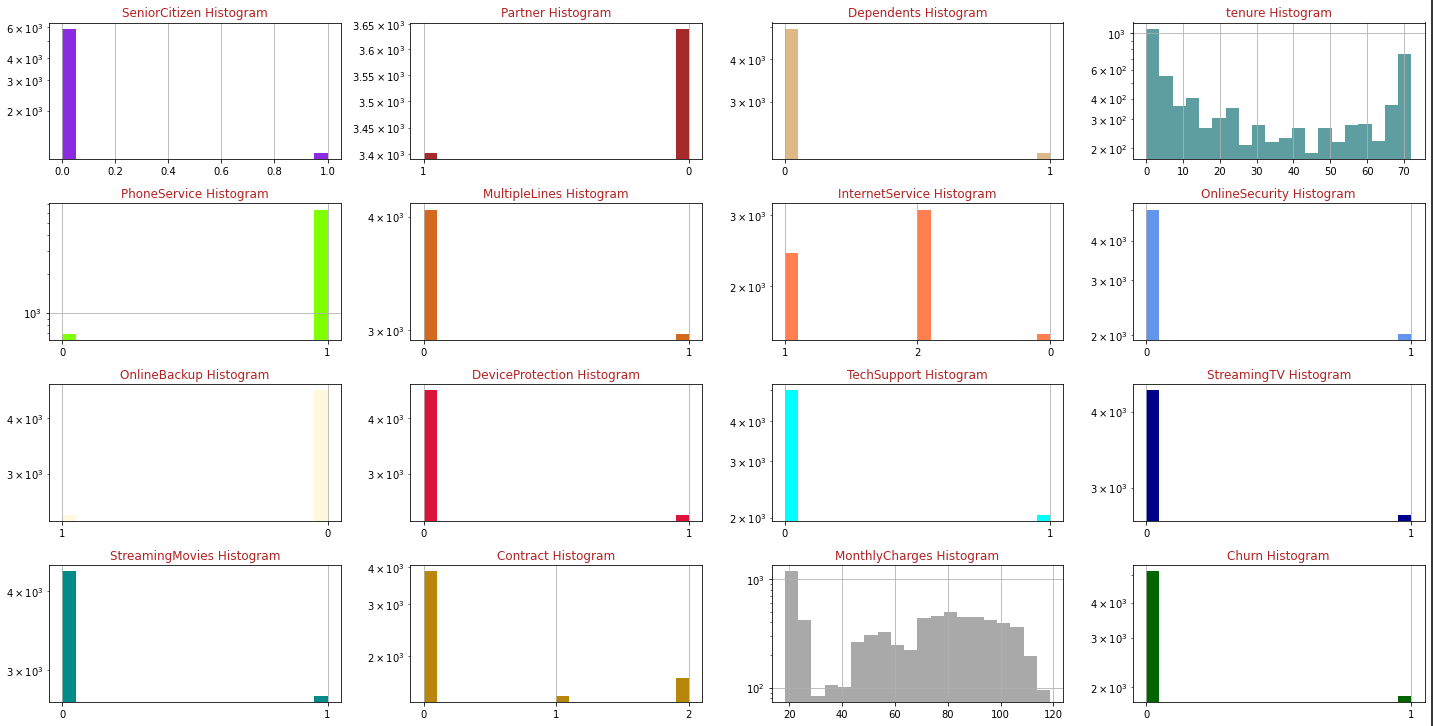 SeniorCitizen Histogram
6 × 10³
4 × 10³
3 × 10³
2 × 10³
0.0 0.2 0.4 0.6 0.8 1.0
Partner Histogram
3.65 × 10³
3.6 × 10³
3.55 × 10³
3.5 × 10³
3.45 × 10³
3.4 × 10³
1 0
Dependents Histogram
4 × 10³
3 × 10³
0 1
tenure Histogram
10³
6 × 10²
4 × 10²
3 × 10²
2 × 10²
0 10 20 30 40 50 60 70
PhoneService Histogram
10³
0 1
MultipleLines Histogram
4 × 10³
3 × 10³
0 1
InternetService Histogram
3 × 10³
2 × 10³
1 2 0
OnlineSecurity Histogram
4 × 10³
3 × 10³
2 × 10³
0 1
OnlineBackup Histogram
4 × 10³
3 × 10³
1 0
DeviceProtection Histogram
4 × 10³
3 × 10³
0 1
TechSupport Histogram
4 × 10³
3 × 10³
2 × 10³
0 1
StreamingTV Histogram
4 × 10³
3 × 10³
0 1
StreamingMovies Histogram
4 × 10³
3 × 10³
0 1
Contract Histogram
4 × 10³
3 × 10³
2 × 10³
0 1 2
MonthlyCharges Histogram
10³
10²
20 40 60 80 100 120
Churn Histogram
4 × 10³
3 × 10³
2 × 10³
0 1